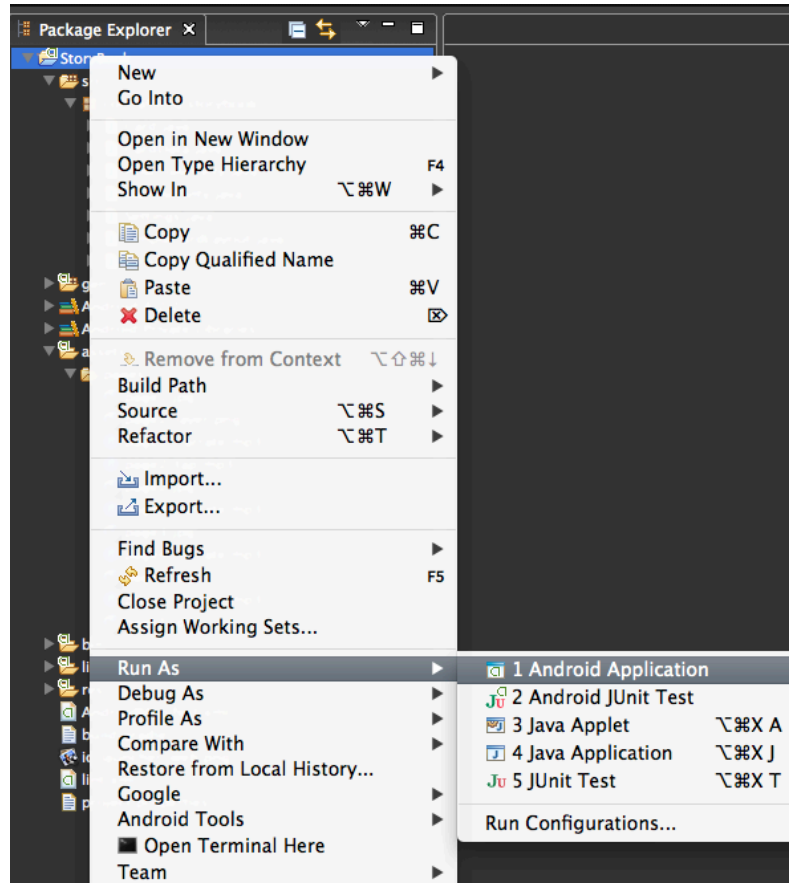 Package Explorer
New
Go Into
Open in New Window
Open Type Hierarchy F4
Show In ⌥⌘W
Copy ⌘C
Copy Qualified Name
Paste ⌘V
Delete ⌦
Remove from Context ⌥⇧⌘↓
Build Path
Source ⌥⌘S
Refactor ⌥⌘T
Import...
Export...
Find Bugs
Refresh F5
Close Project
Assign Working Sets...
Run As
1 Android Application
2 Android JUnit Test
3 Java Applet ⌥⌘X A
4 Java Application ⌥⌘X J
5 JUnit Test ⌥⌘X T
Run Configurations...
Debug As
Profile As
Compare With
Restore from Local History...
Google
Android Tools
Open Terminal Here
Team